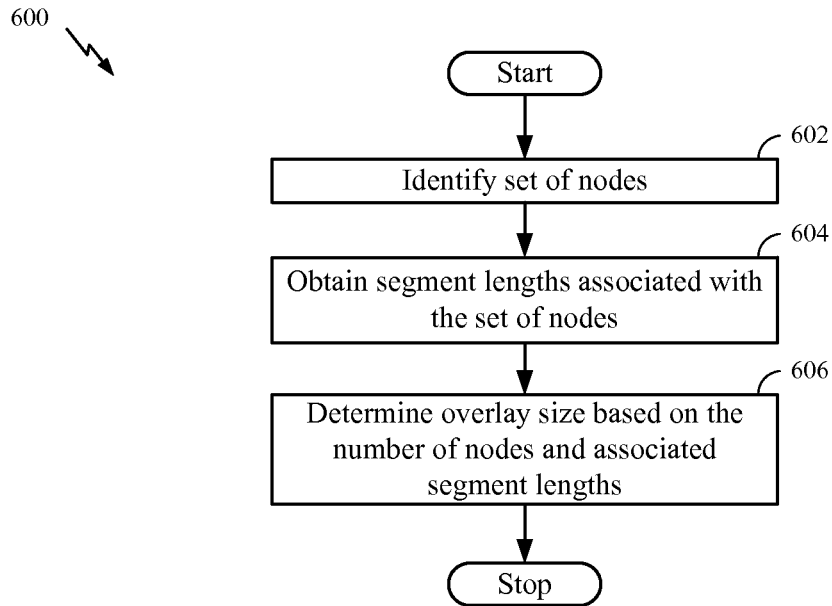 600
Start
602
Identify set of nodes
604
Obtain segment lengths associated with
the set of nodes
606
Determine overlay size based on the
number of nodes and associated
segment lengths
Stop